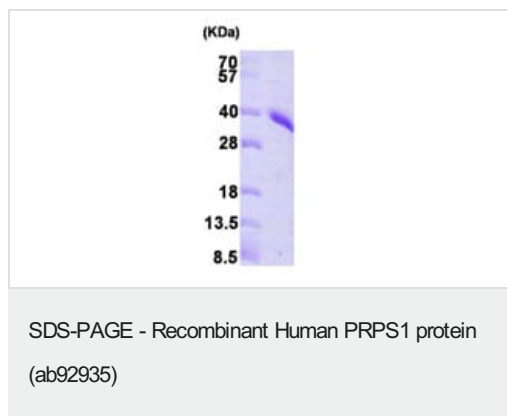 (KDa)
70
57
40
28
18
13.5
8.5
SDS-PAGE - Recombinant Human PRPS1 protein
(ab92935)